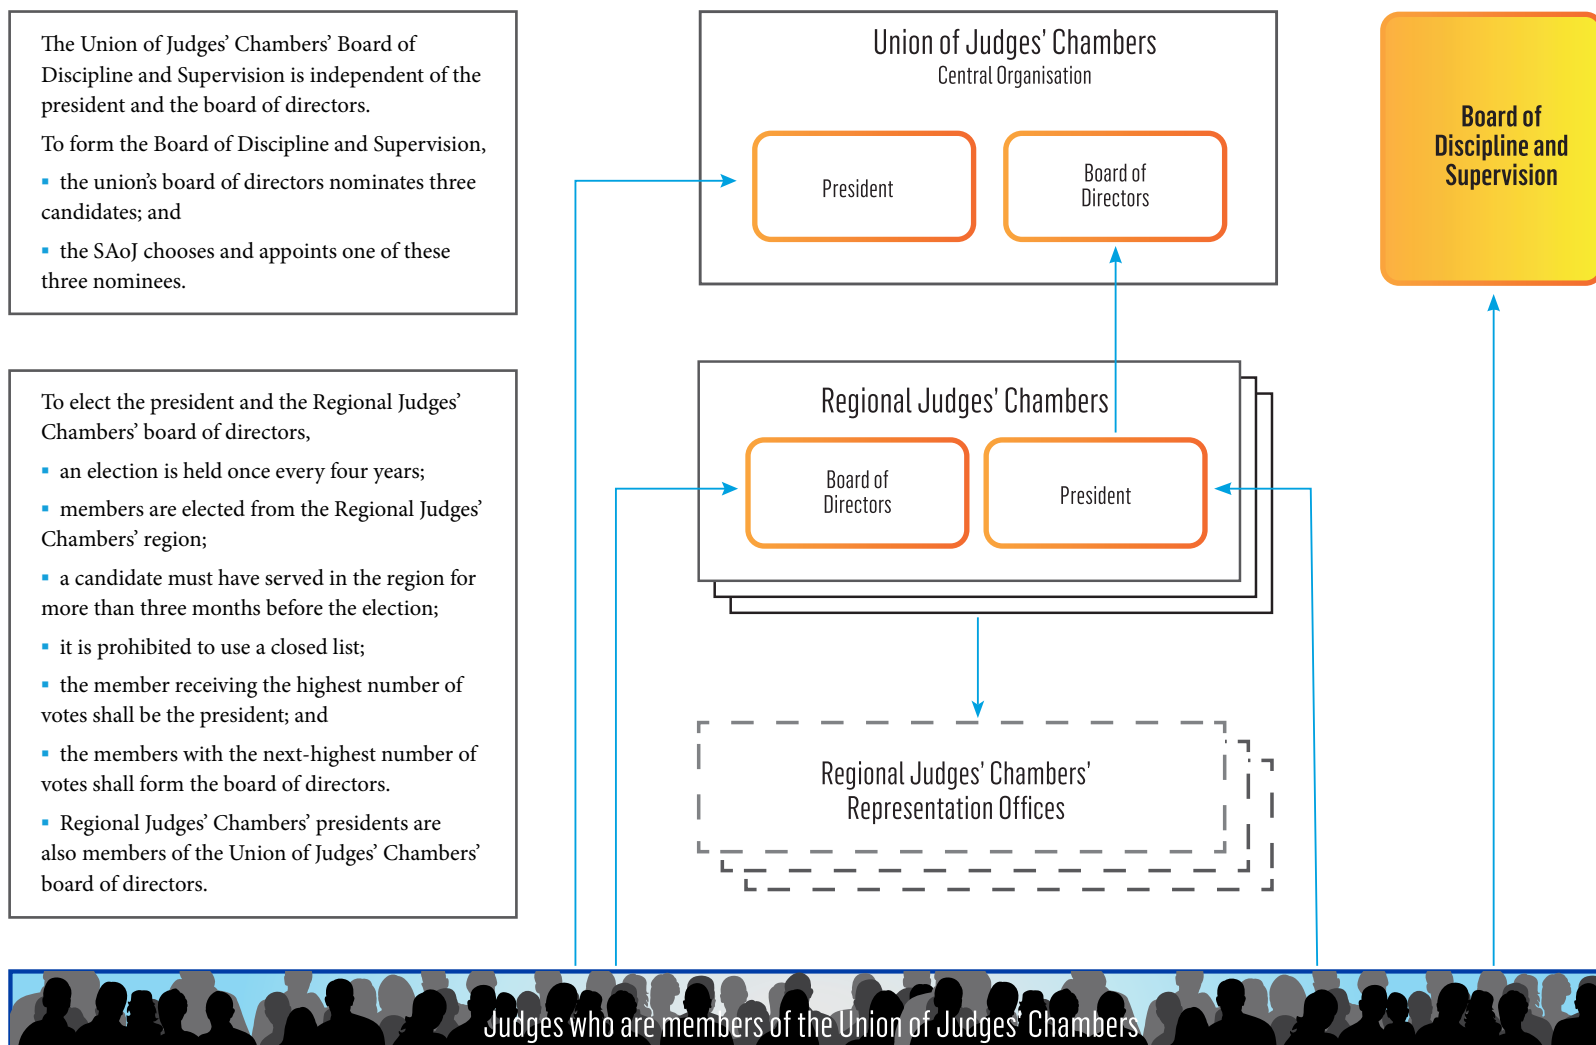 The Union of Judges’ Chambers’ Board of
Discipline and Supervision is independent of the
president and the board of directors.
To form the Board of Discipline and Supervision,
▪ the union’s board of directors nominates three
candidates; and
▪ the SAoJ chooses and appoints one of these
three nominees.
To elect the president and the Regional Judges’
Chambers’ board of directors,
▪ an election is held once every four years;
▪ members are elected from the Regional Judges’
Chambers’ region;
▪ a candidate must have served in the region for
more than three months before the election;
▪ it is prohibited to use a closed list;
▪ the member receiving the highest number of
votes shall be the president; and
▪ the members with the next-highest number of
votes shall form the board of directors.
▪ Regional Judges’ Chambers’ presidents are
also members of the Union of Judges’ Chambers’
board of directors.
Union of Judges’ Chambers
Central Organisation
President
Board of
Directors
Board of
Discipline and
Supervision
Regional Judges’ Chambers
Board of
Directors
President
Regional Judges’ Chambers’
Representation Offices
Judges who are members of the Union of Judges’ Chambers